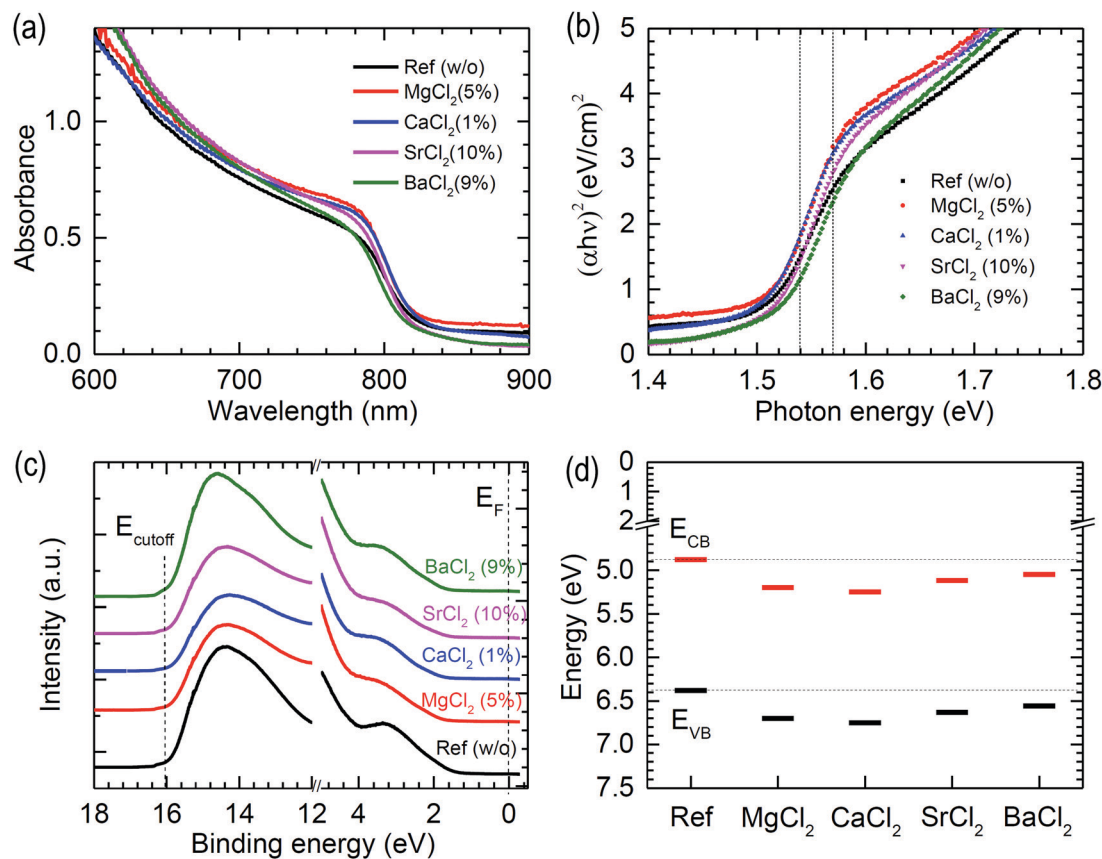 (a)
Absorbance
1.0
0.5
0.0
600
700
800
900
Wavelength (nm)
Ref (w/o)
MgCl₂(5%)
CaCl₂(1%)
SrCl₂(10%)
BaCl₂(9%)
(b)
(αhν)² (eV/cm)²
5
4
3
2
1
0
1.4
1.5
1.6
1.7
1.8
Photon energy (eV)
Ref (w/o)
MgCl₂ (5%)
CaCl₂ (1%)
SrCl₂ (10%)
BaCl₂ (9%)
(c)
Intensity (a.u.)
E_cutoff
E_F
BaCl₂ (9%)
SrCl₂ (10%)
CaCl₂ (1%)
MgCl₂ (5%)
Ref (w/o)
18
16
14
12
4
2
0
Binding energy (eV)
(d)
Energy (eV)
0
1
2
5.0
5.5
6.0
6.5
7.0
7.5
E_CB
E_VB
Ref
MgCl₂
CaCl₂
SrCl₂
BaCl₂